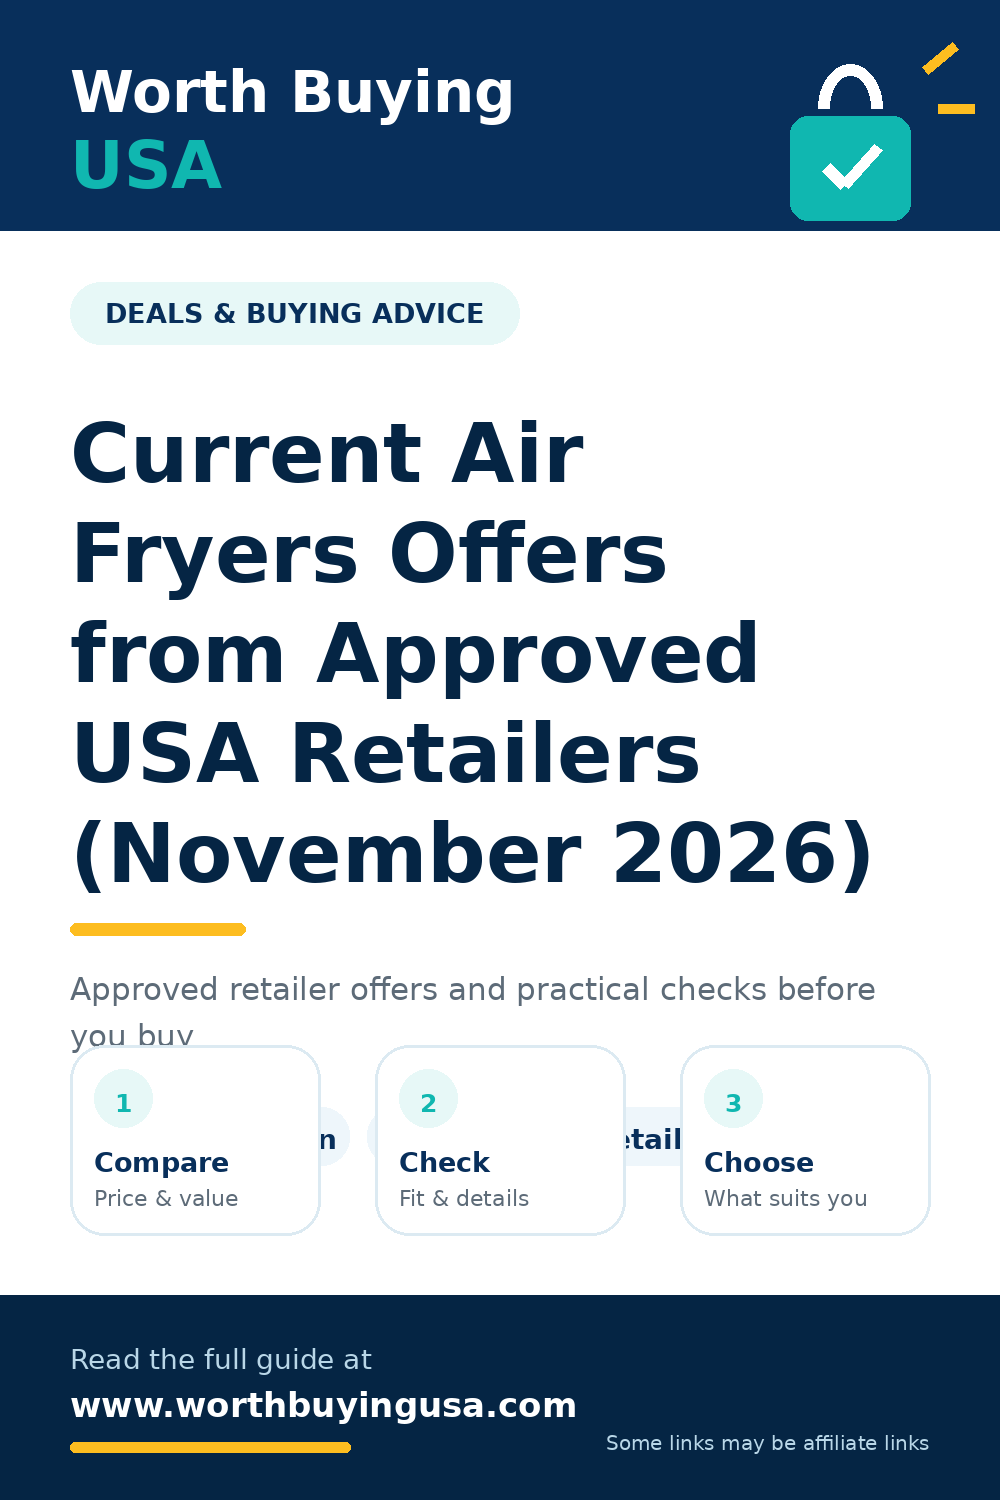 Worth Buying
USA
DEALS & BUYING ADVICE
Current Air
Fryers Offers
from Approved
USA Retailers
(November 2026)
Approved retailer offers and practical checks before
you buy
1
2
3
Compare
Check
Choose
Price & value
Fit & details
What suits you
Read the full guide at
www.worthbuyingusa.com
Some links may be affiliate links